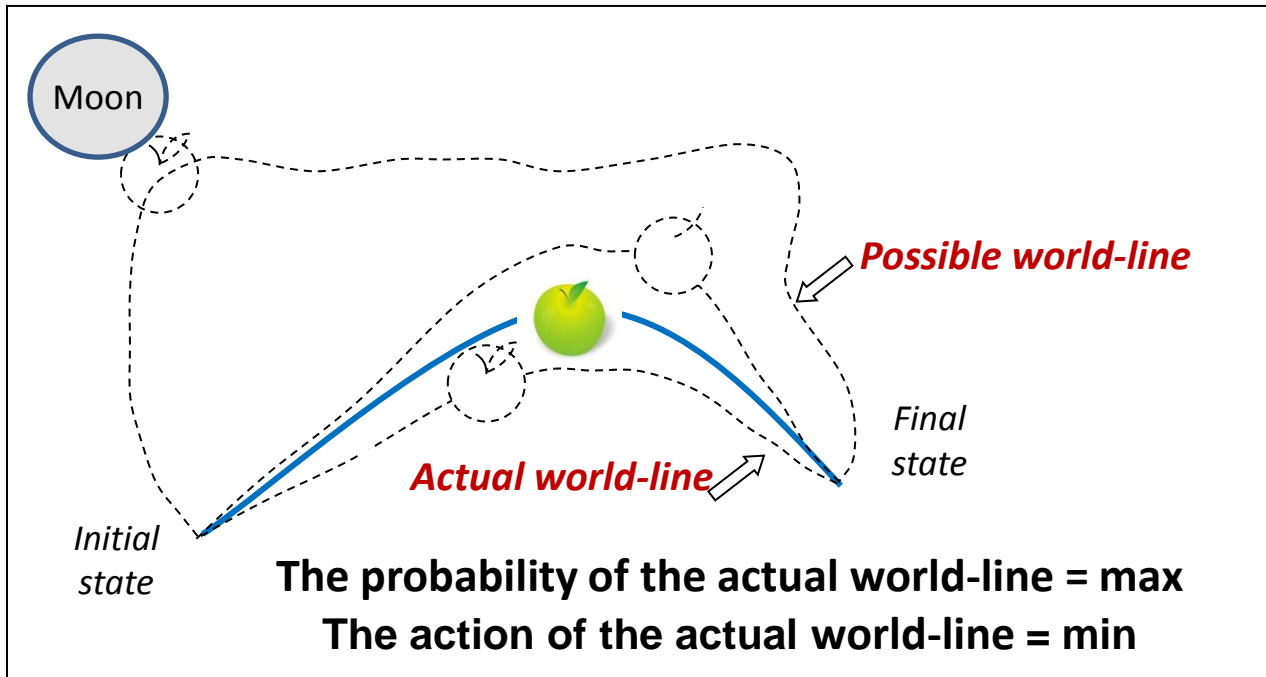 Moon
Possible world-line
Final
state
Actual world-line
Initial
state
The probability of the actual world-line = max
The action of the actual world-line = min